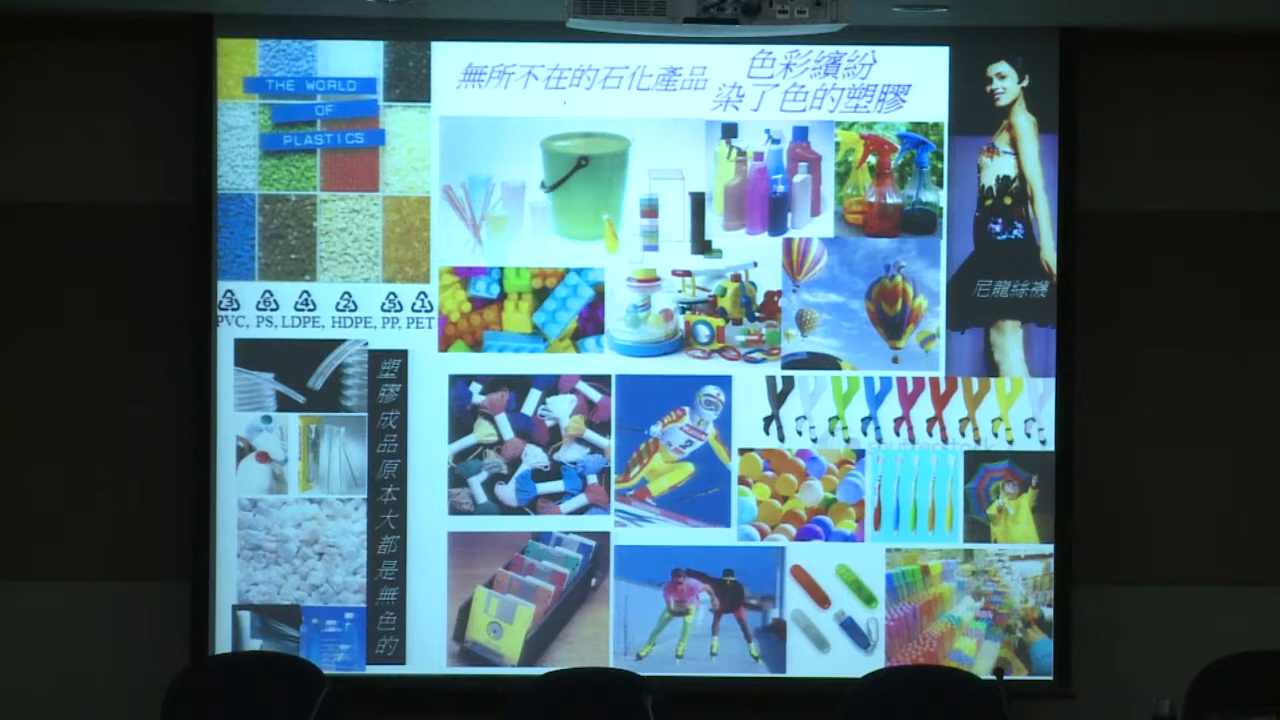 THE WORLD
OF
PLASTICS
無所不在的石化產品
色彩繽紛
染了色的塑膠
尼龍絲襪
3 6 4 2 5 1
PVC, PS, LDPE, HDPE, PP, PET
塑膠成品原本大都是無色的
2